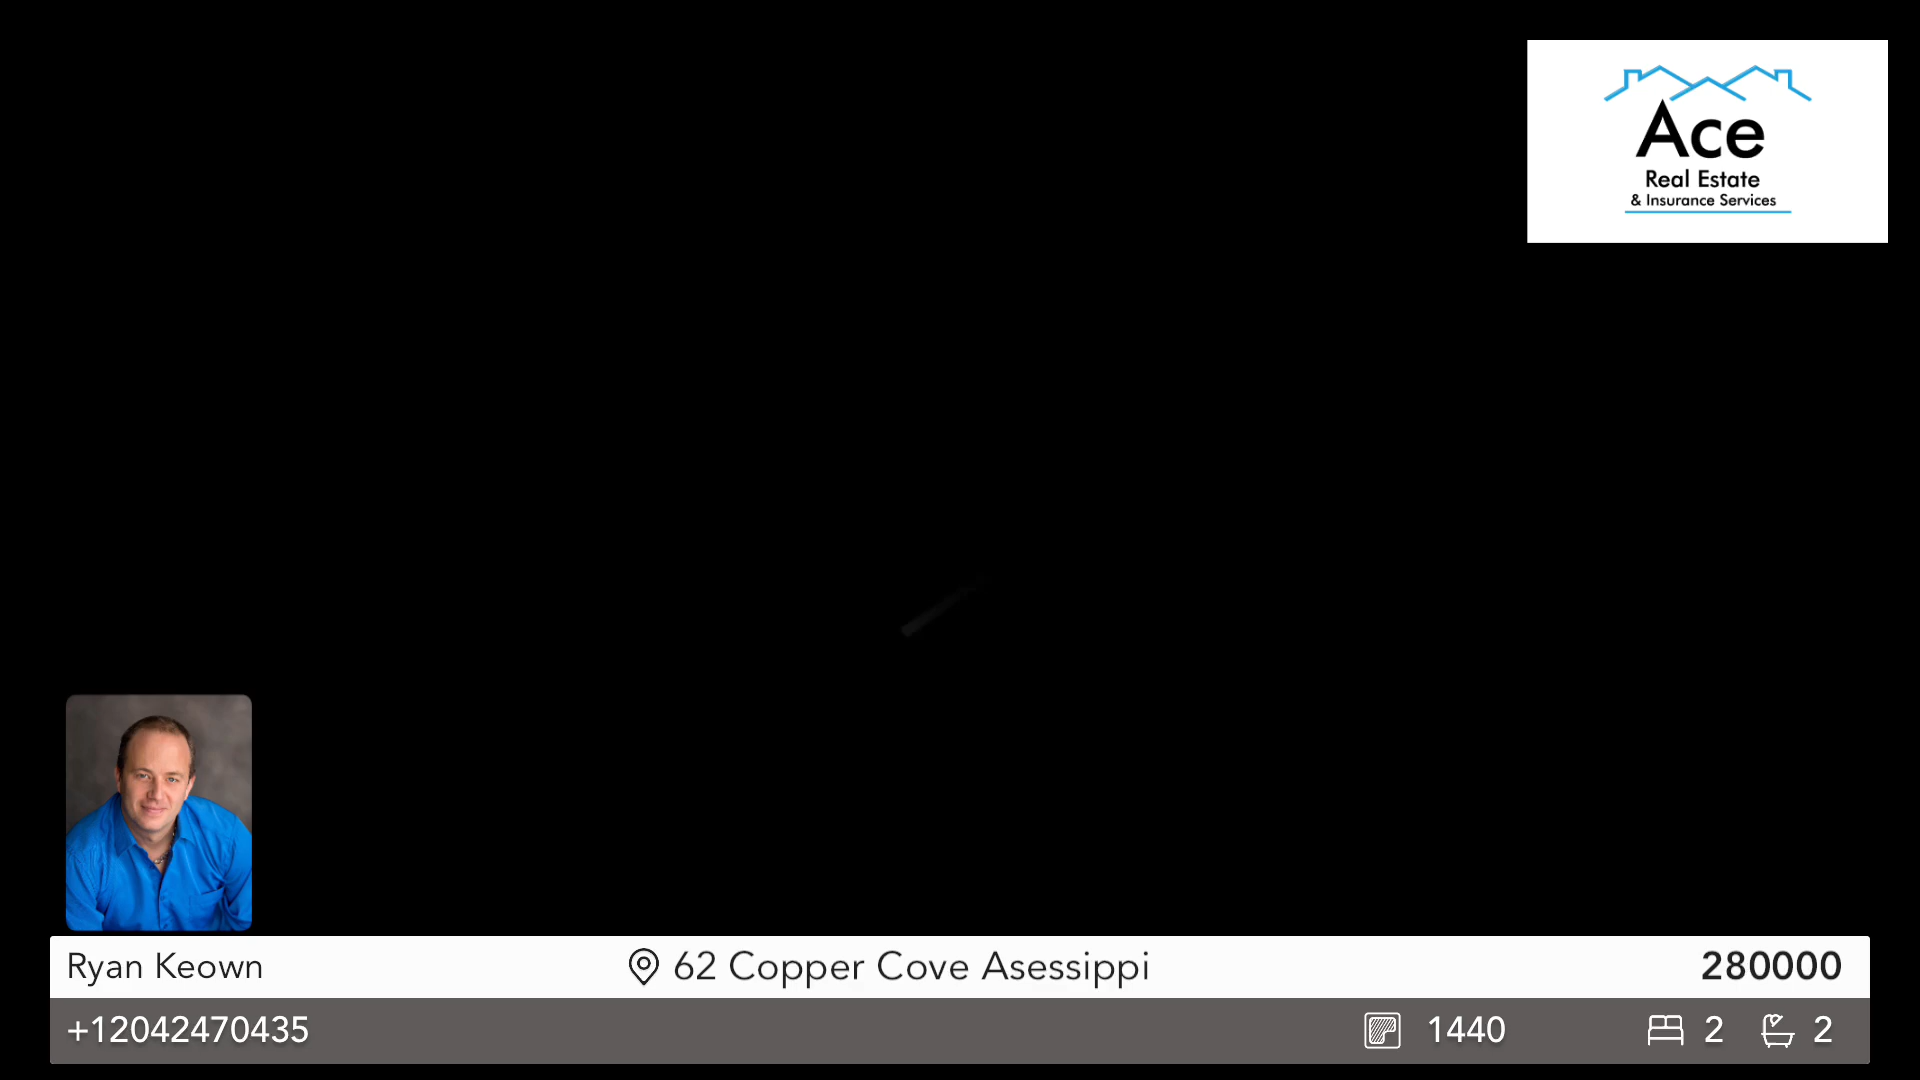 Ace
Real Estate
& Insurance Services
Ryan Keown
62 Copper Cove Asessippi
280000
+12042470435
1440
2
2